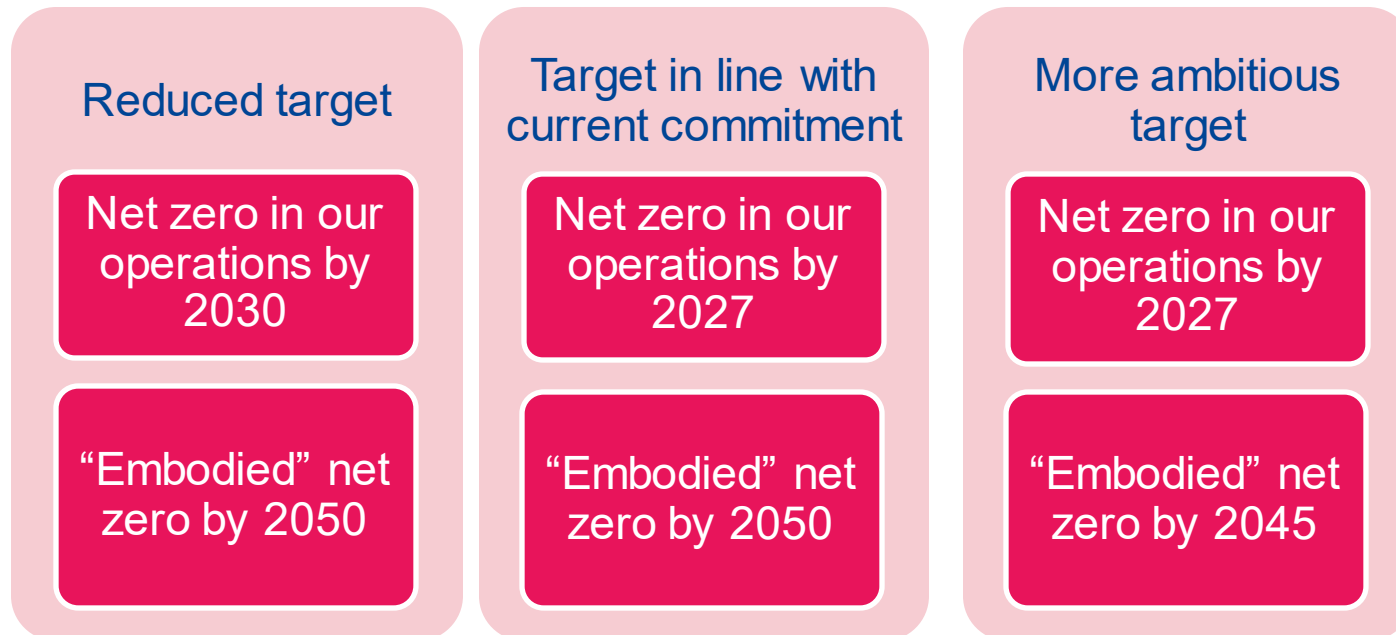 Reduced target
Net zero in our
operations by
2030
“Embodied” net
zero by 2050
Target in line with
current commitment
Net zero in our
operations by
2027
“Embodied” net
zero by 2050
More ambitious
target
Net zero in our
operations by
2027
“Embodied” net
zero by 2045